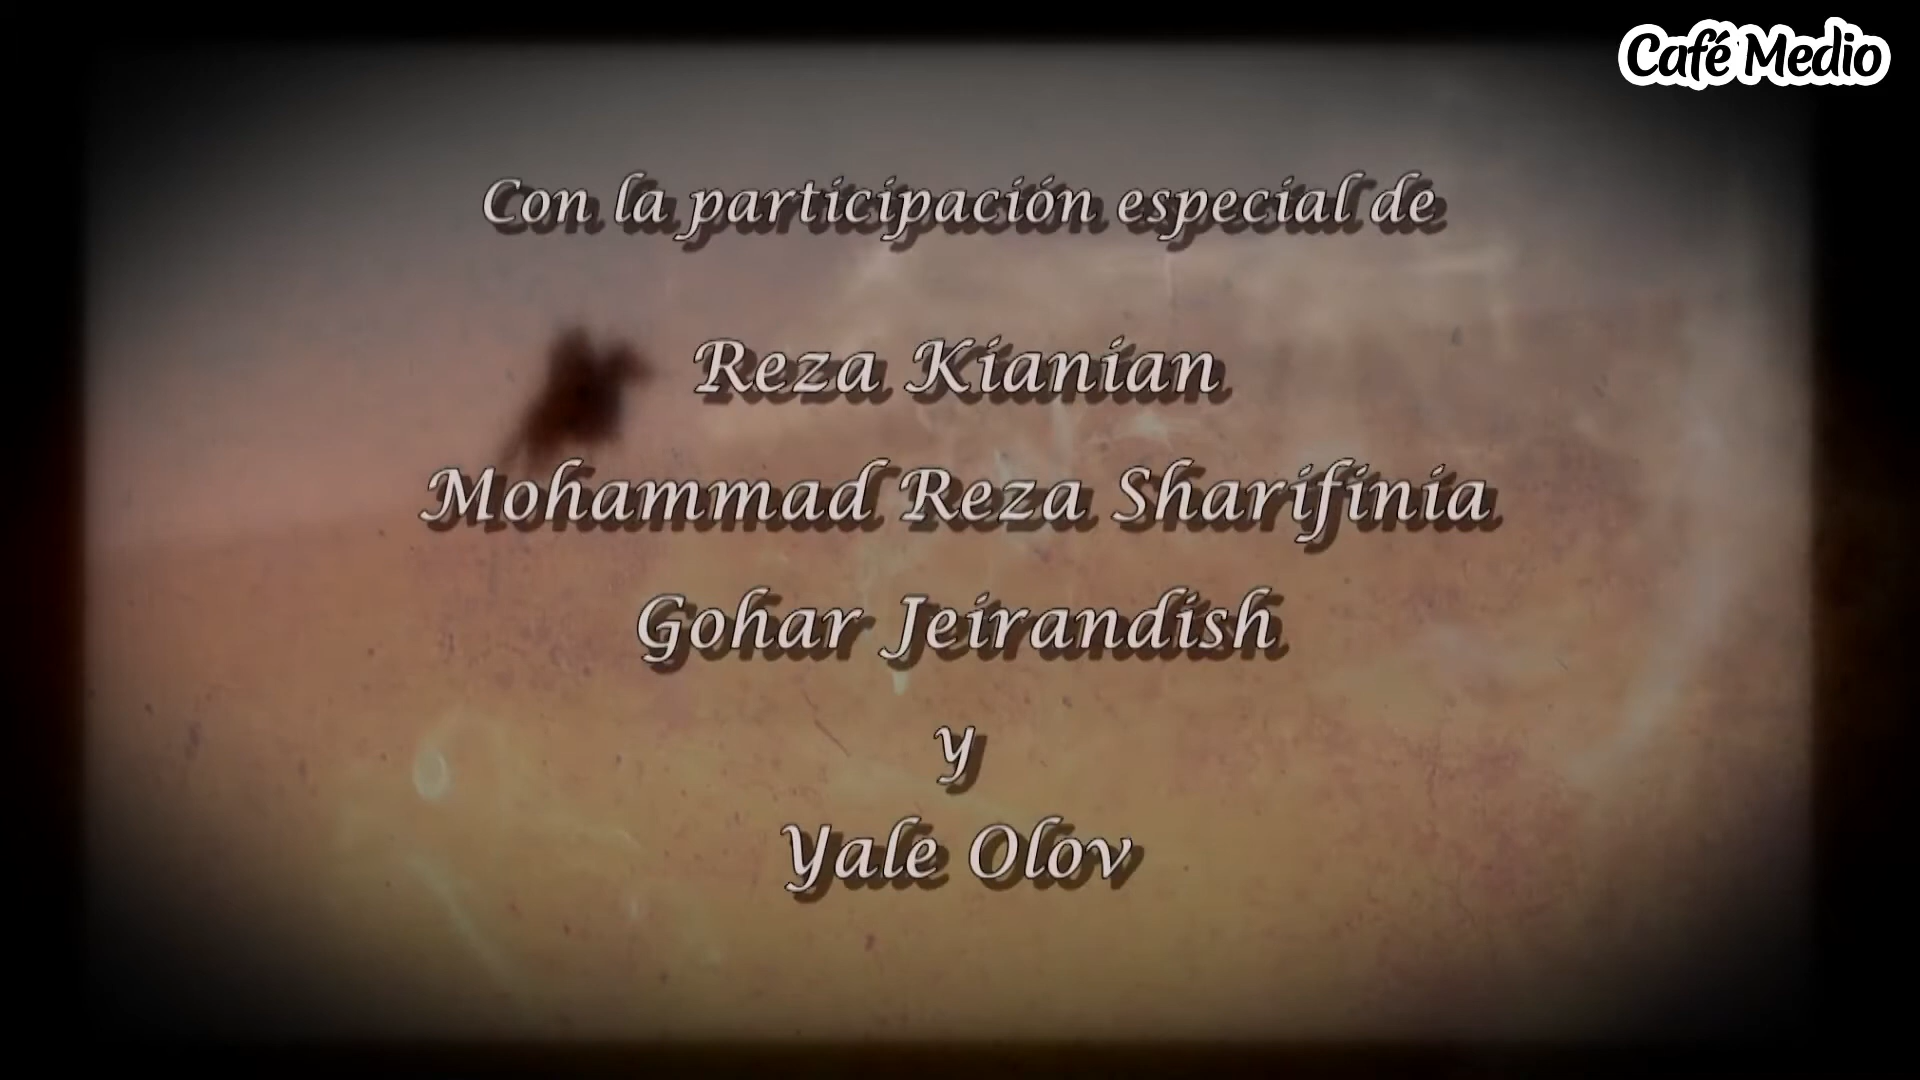 Café Medio
Con la participación especial de
Reza Kianian
Mohammad Reza Sharifinia
Gohar Jeirandish
y
Yale Olov